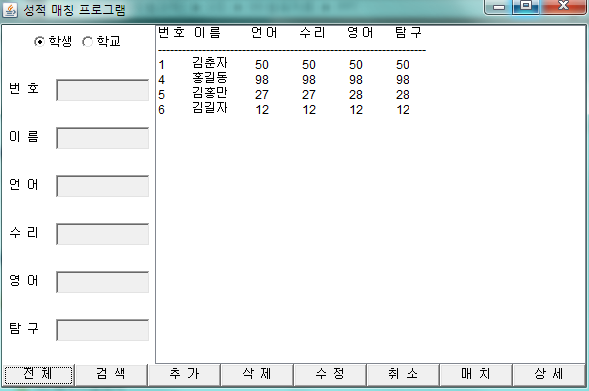 성적 매칭 프로그램
학생 학교
번 호
이 름
언 어
수 리
영 어
탐 구
번 호 이 름 언 어 수 리 영 어 탐 구
1 김춘자 50 50 50 50
4 홍길동 98 98 98 98
5 김홍만 27 27 28 28
6 김길자 12 12 12 12
전 체 검 색 추 가 삭 제 수 정 취 소 매 치 상 세